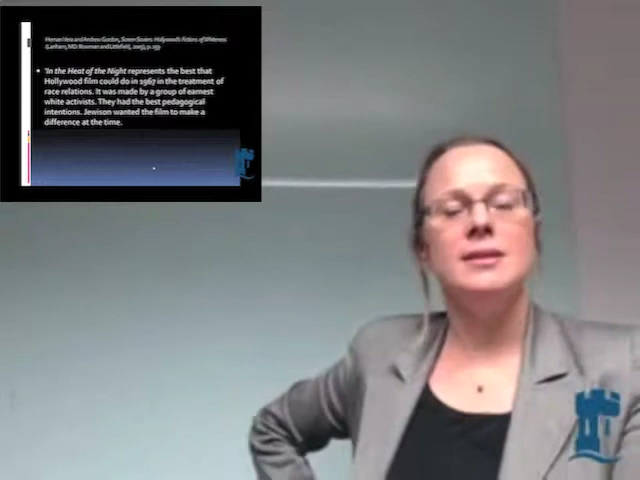 Hernan Vera and Andrew Gordon, Screen Saviors: Hollywood Fictions of Whiteness
(Lanham, MD: Rowman and Littlefield, 2003), p. 159
• 'In the Heat of the Night represents the best that
Hollywood film could do in 1967 in the treatment of
race relations. It was made by a group of earnest
white activists. They had the best pedagogical
intentions. Jewison wanted the film to make a
difference at the time.